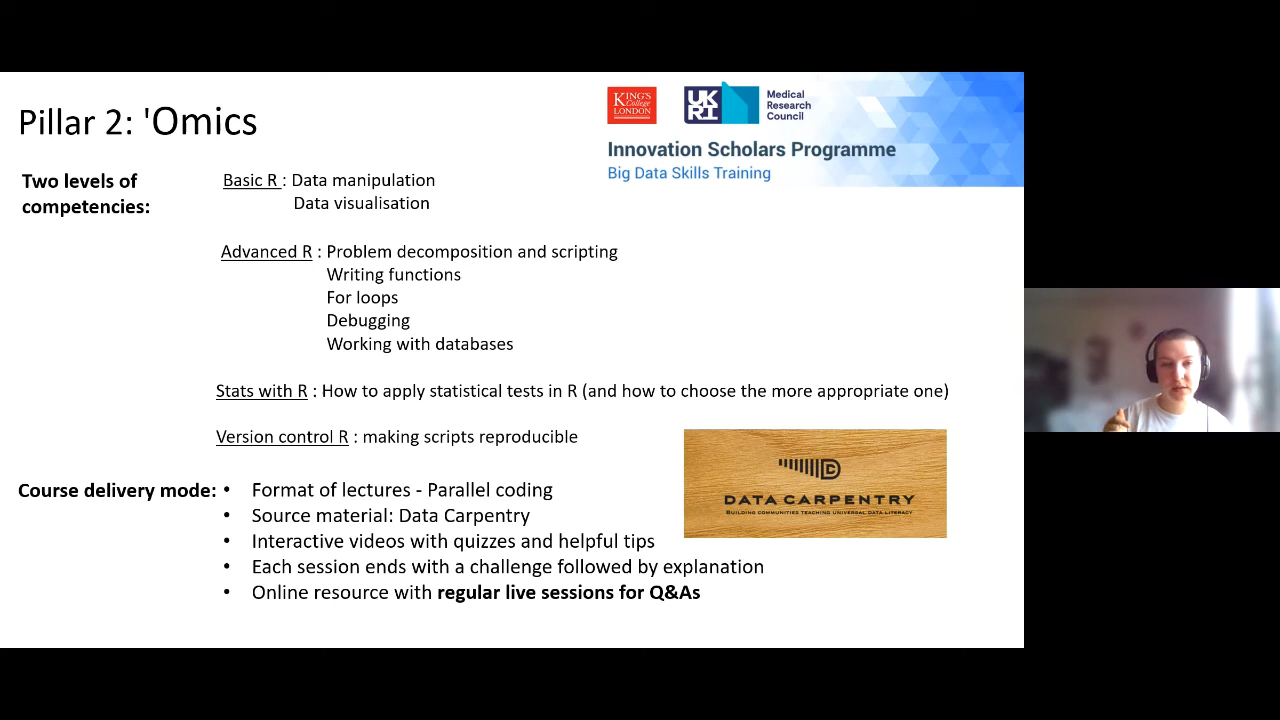 Pillar 2: 'Omics
KING'S
College
LONDON
UK
RI
Medical
Research
Council
Innovation Scholars Programme
Big Data Skills Training
Two levels of
competencies:
Basic R : Data manipulation
Data visualisation
Advanced R : Problem decomposition and scripting
Writing functions
For loops
Debugging
Working with databases
Stats with R : How to apply statistical tests in R (and how to choose the more appropriate one)
Version control R : making scripts reproducible
Course delivery mode:
• Format of lectures - Parallel coding
• Source material: Data Carpentry
• Interactive videos with quizzes and helpful tips
• Each session ends with a challenge followed by explanation
• Online resource with regular live sessions for Q&As
DATA CARPENTRY
BUILDING COMMUNITIES TEACHING UNIVERSAL DATA LITERACY